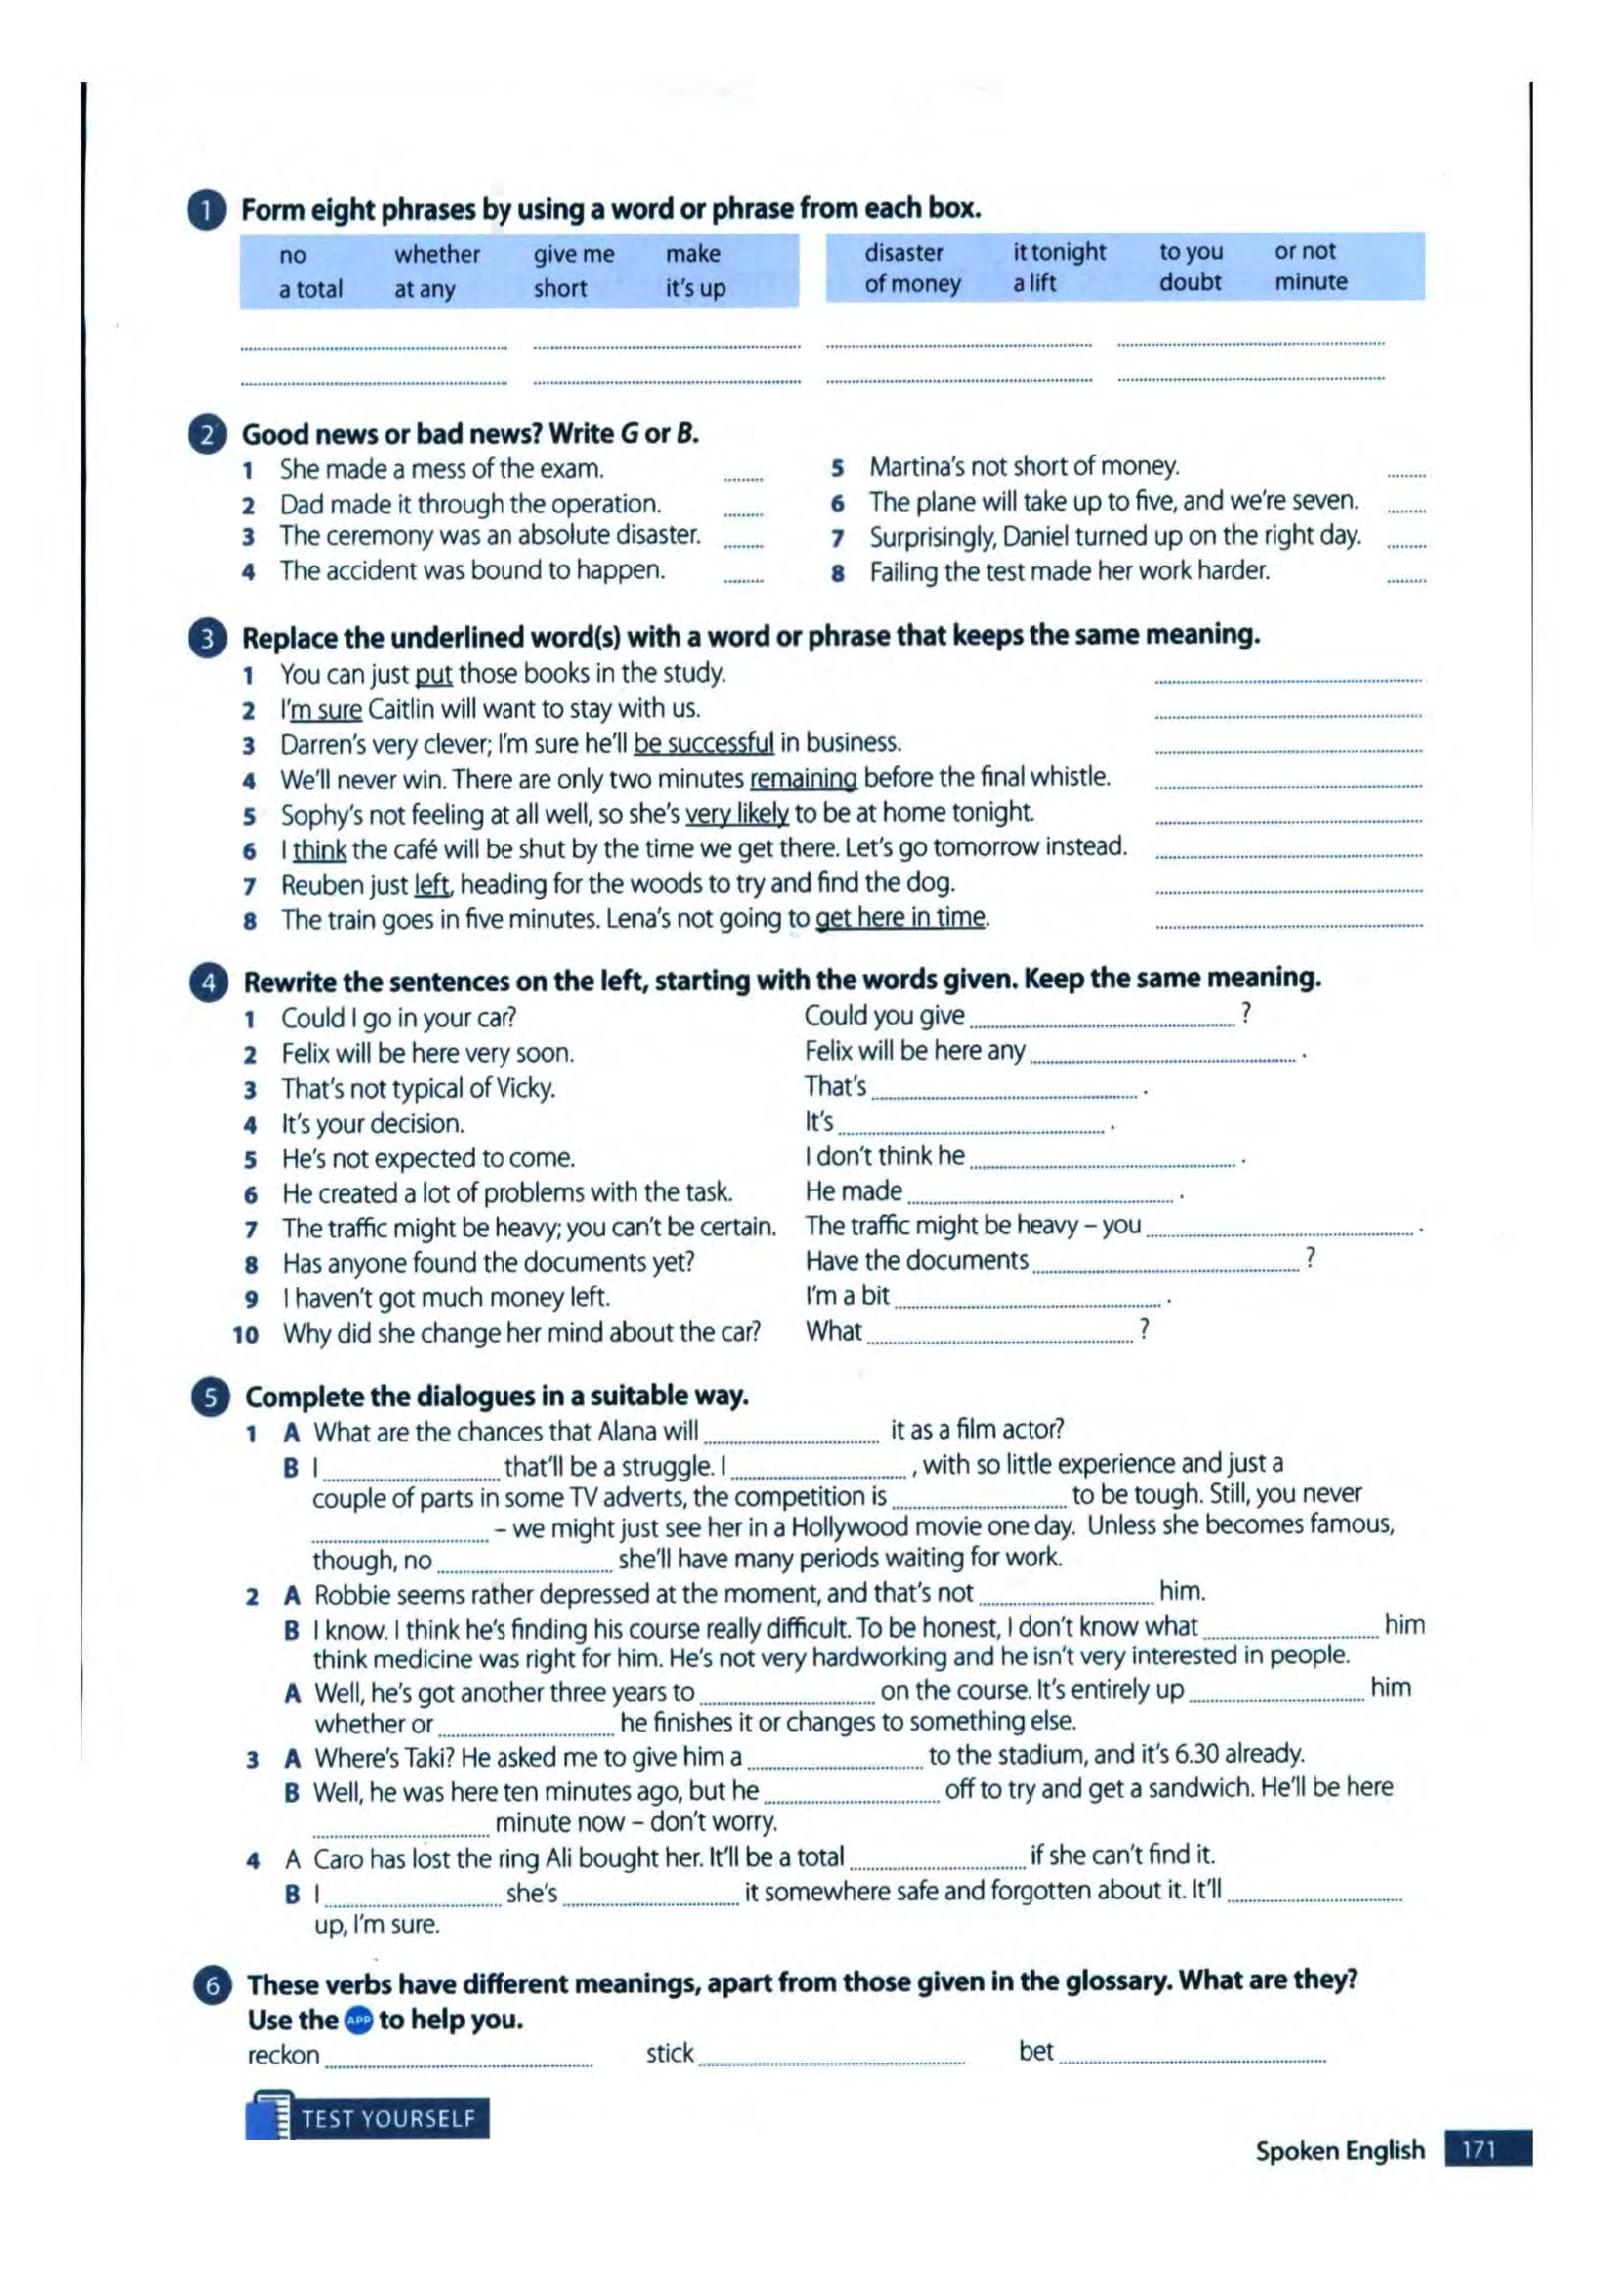 1 Form eight phrases by using a word or phrase from each box.
no whether give me make disaster it tonight to you or not
a total at any short it's up of money a lift doubt minute
2 Good news or bad news? Write G or B.
1 She made a mess of the exam. ........
2 Dad made it through the operation. ........
3 The ceremony was an absolute disaster. ........
4 The accident was bound to happen. ........
5 Martina's not short of money. ........
6 The plane will take up to five, and we're seven. ........
7 Surprisingly, Daniel turned up on the right day. ........
8 Failing the test made her work harder. ........
3 Replace the underlined word(s) with a word or phrase that keeps the same meaning.
1 You can just put those books in the study. ........
2 I'm sure Caitlin will want to stay with us. ........
3 Darren's very clever; I'm sure he'll be successful in business. ........
4 We'll never win. There are only two minutes remaining before the final whistle. ........
5 Sophy's not feeling at all well, so she's very likely to be at home tonight. ........
6 I think the café will be shut by the time we get there. Let's go tomorrow instead. ........
7 Reuben just left, heading for the woods to try and find the dog. ........
8 The train goes in five minutes. Lena's not going to get here in time. ........
4 Rewrite the sentences on the left, starting with the words given. Keep the same meaning.
1 Could I go in your car? Could you give ........ ?
2 Felix will be here very soon. Felix will be here any ........ .
3 That's not typical of Vicky. That's ........ .
4 It's your decision. It's ........ .
5 He's not expected to come. I don't think he ........ .
6 He created a lot of problems with the task. He made ........ .
7 The traffic might be heavy; you can't be certain. The traffic might be heavy – you ........ .
8 Has anyone found the documents yet? Have the documents ........ ?
9 I haven't got much money left. I'm a bit ........ .
10 Why did she change her mind about the car? What ........ ?
5 Complete the dialogues in a suitable way.
1 A What are the chances that Alana will ........ it as a film actor?
B I ........ that'll be a struggle. I ........ , with so little experience and just a
couple of parts in some TV adverts, the competition is ........ to be tough. Still, you never
........ – we might just see her in a Hollywood movie one day. Unless she becomes famous,
though, no ........ she'll have many periods waiting for work.
2 A Robbie seems rather depressed at the moment, and that's not ........ him.
B I know. I think he's finding his course really difficult. To be honest, I don't know what ........ him
think medicine was right for him. He's not very hardworking and he isn't very interested in people.
A Well, he's got another three years to ........ on the course. It's entirely up ........ him
whether or ........ he finishes it or changes to something else.
3 A Where's Taki? He asked me to give him a ........ to the stadium, and it's 6.30 already.
B Well, he was here ten minutes ago, but he ........ off to try and get a sandwich. He'll be here
........ minute now – don't worry.
4 A Caro has lost the ring Ali bought her. It'll be a total ........ if she can't find it.
B I ........ she's ........ it somewhere safe and forgotten about it. It'll ........
up, I'm sure.
6 These verbs have different meanings, apart from those given in the glossary. What are they?
Use the APP to help you.
reckon ........ stick ........ bet ........
TEST YOURSELF
Spoken English 171